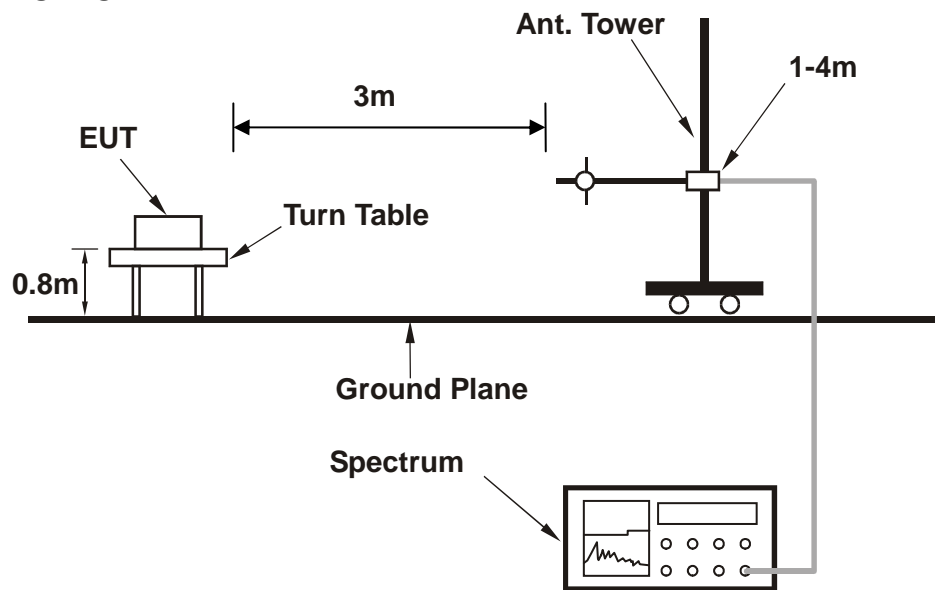 Ant. Tower
1-4m
3m
EUT
Turn Table
0.8m
Ground Plane
Spectrum